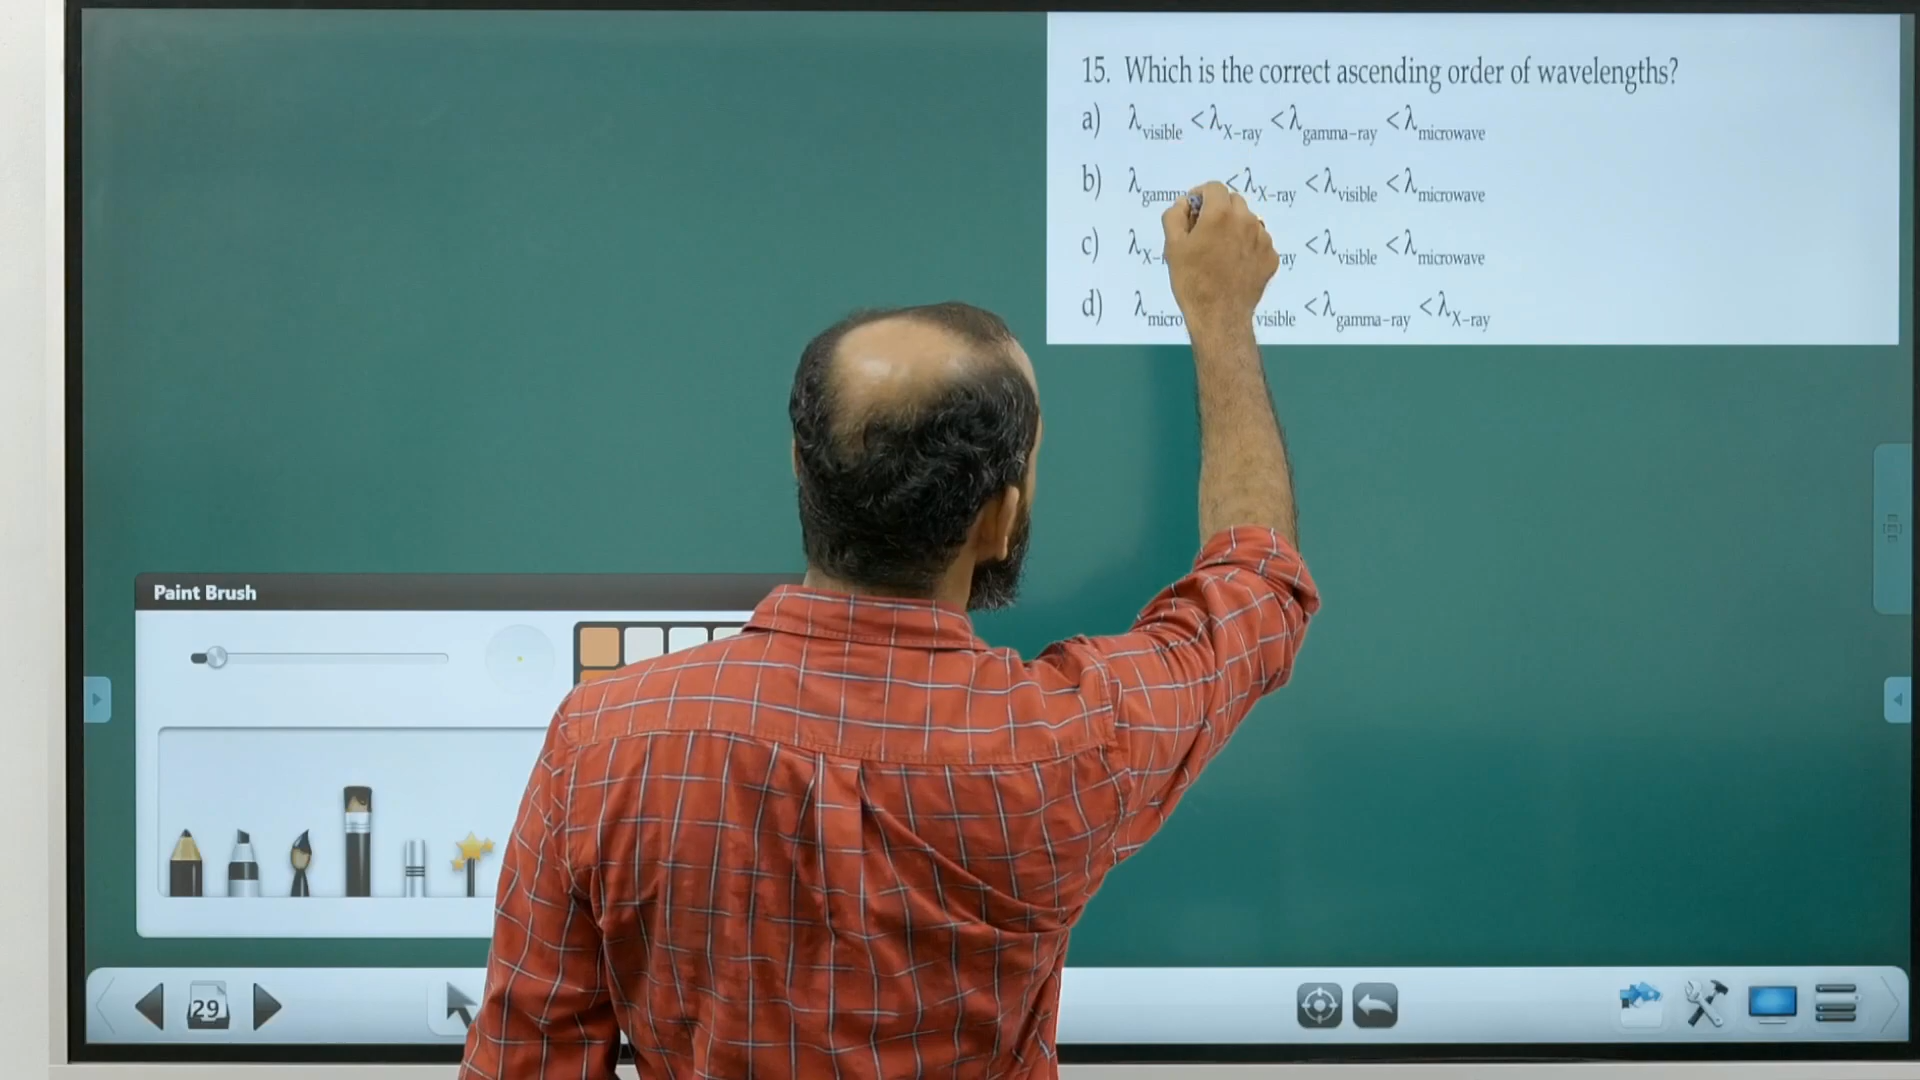 15. Which is the correct ascending order of wavelengths?
a) λvisible < λX-ray < λgamma-ray < λmicrowave
b) λgamma < λX-ray < λvisible < λmicrowave
c) λX- ray < λvisible < λmicrowave
d) λmicro visible < λgamma-ray < λX-ray
Paint Brush
29